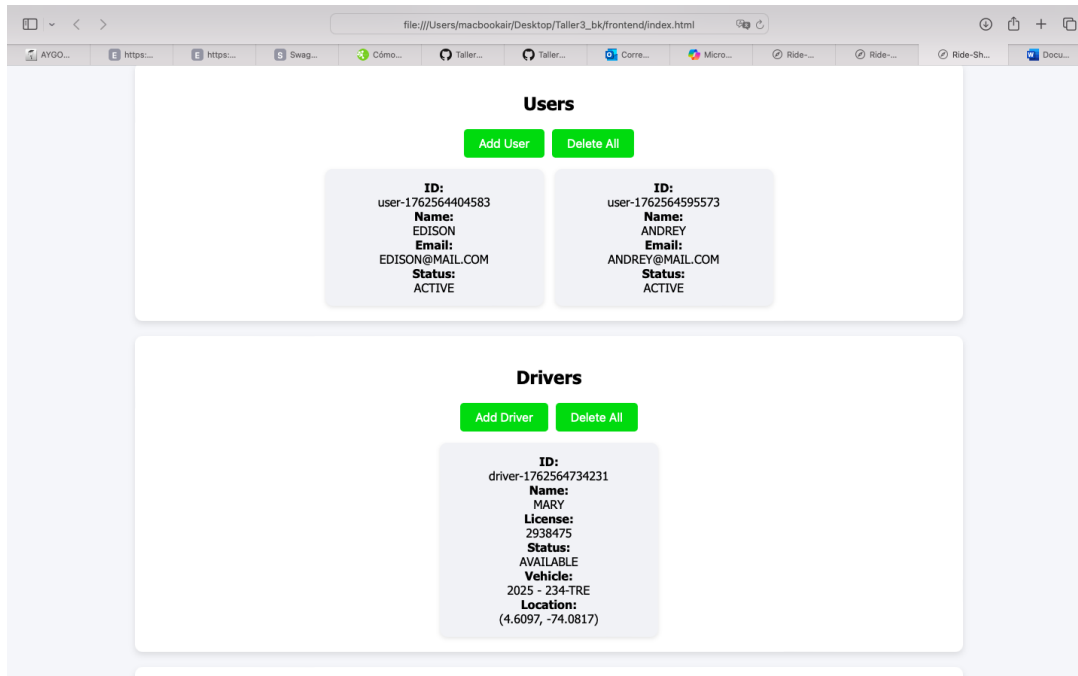 file:///Users/macbookair/Desktop/Taller3_bk/frontend/index.html
AYGO...
https:...
https:...
Swag...
Cómo...
Taller...
Taller...
Corre...
Micro...
Ride-...
Ride-...
Ride-Sh...
Docu...
Users
Add User
Delete All
ID:
user-1762564404583
Name:
EDISON
Email:
EDISON@MAIL.COM
Status:
ACTIVE
ID:
user-1762564595573
Name:
ANDREY
Email:
ANDREY@MAIL.COM
Status:
ACTIVE
Drivers
Add Driver
Delete All
ID:
driver-1762564734231
Name:
MARY
License:
2938475
Status:
AVAILABLE
Vehicle:
2025 - 234-TRE
Location:
(4.6097, -74.0817)